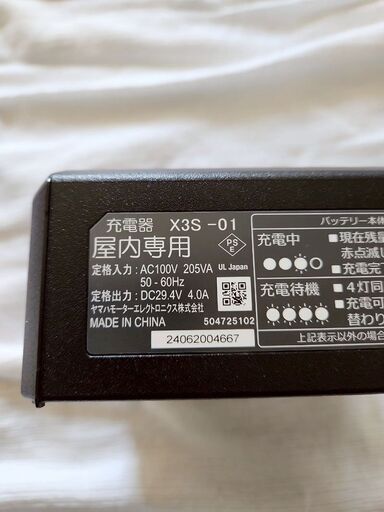 充電器 X3S -01
屋内専用
PS
E
UL Japan
定格入力 : AC100V 205VA
50 - 60Hz
定格出力 : DC29.4V 4.0A
ヤマハモーターエレクトロニクス株式会社
MADE IN CHINA 504725102
24062004667
バッテリー本体
充電中
■現在残量
赤点滅し
■充電完
充電待機
■4灯同
■充電可
替わり
上記表示以外の場合